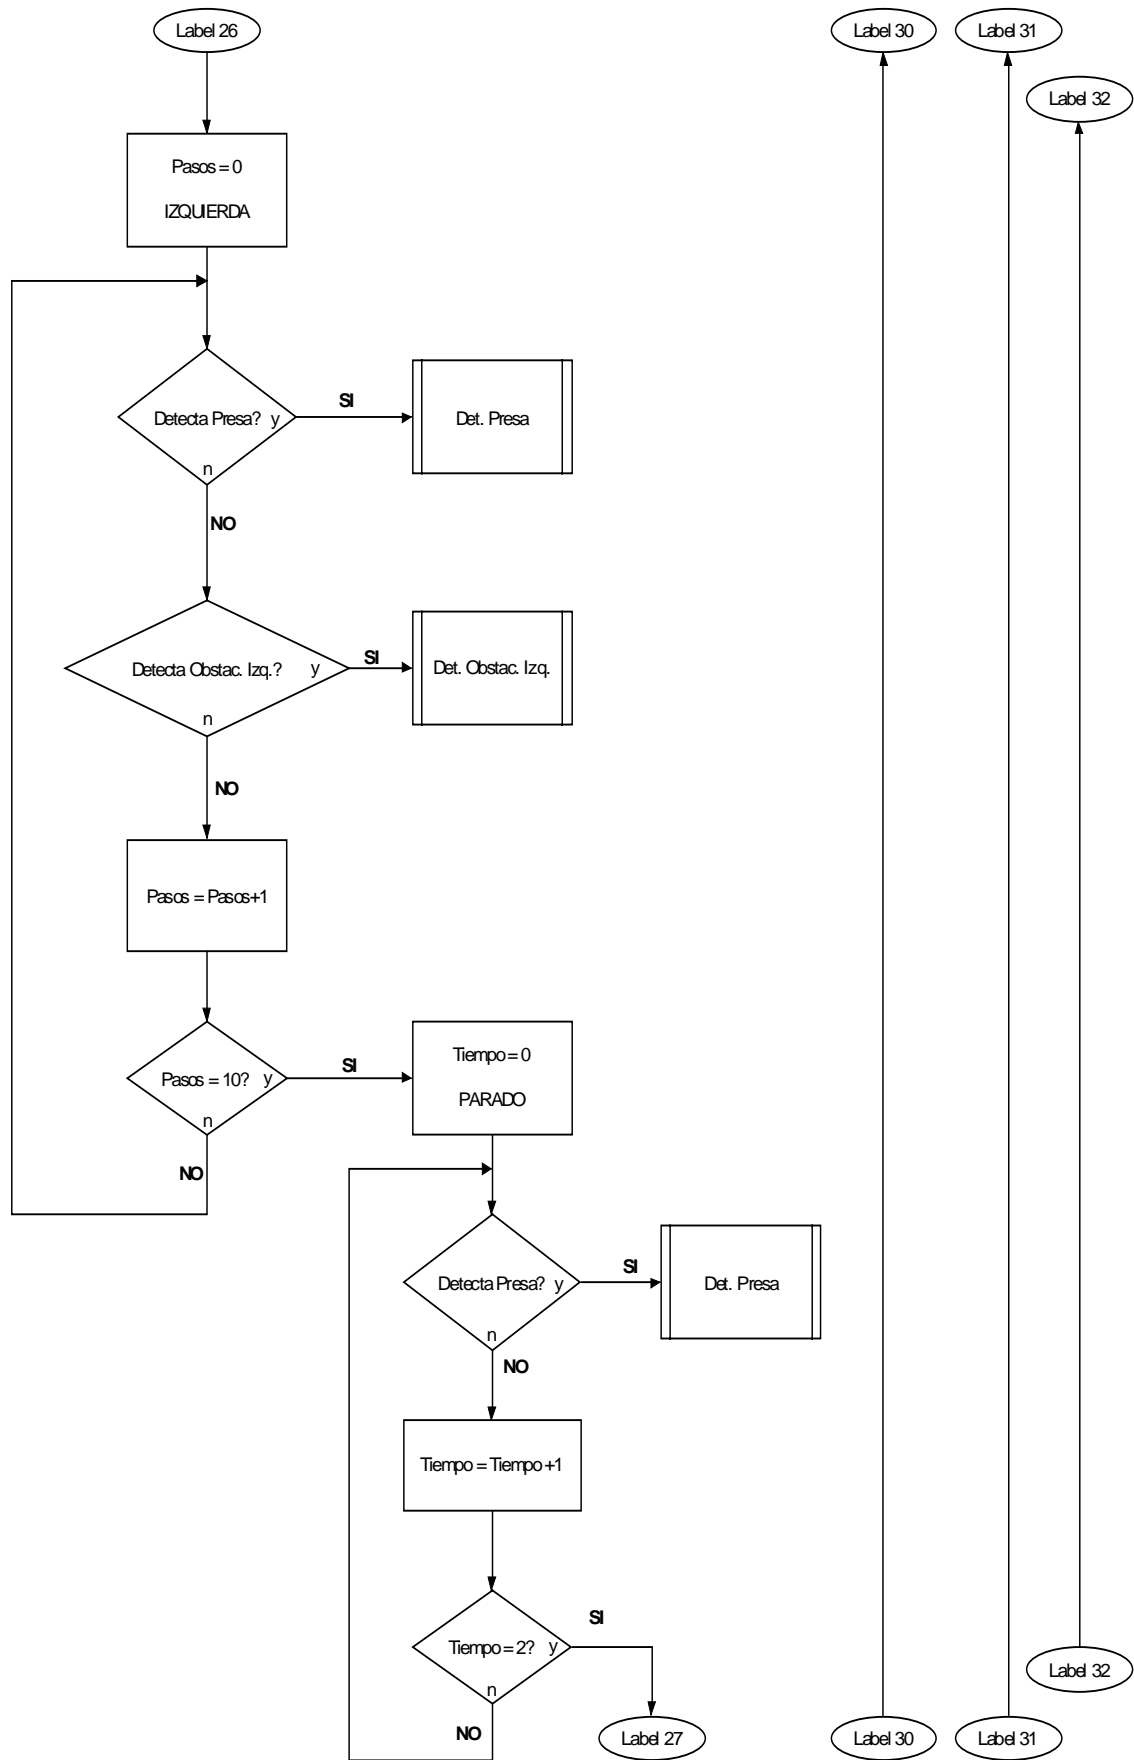 Label 26
Label 30
Label 31
Label 32
Pasos = 0
IZQUIERDA
Detecta Presa?
y
SI
Det. Presa
n
NO
Detecta Obstac. Izq.?
y
SI
Det. Obstac. Izq.
n
NO
Pasos = Pasos+1
Pasos = 10?
y
SI
Tiempo = 0
PARADO
n
NO
Detecta Presa?
y
SI
Det. Presa
n
NO
Tiempo = Tiempo +1
Tiempo = 2?
y
SI
n
NO
Label 27
Label 32
Label 30
Label 31